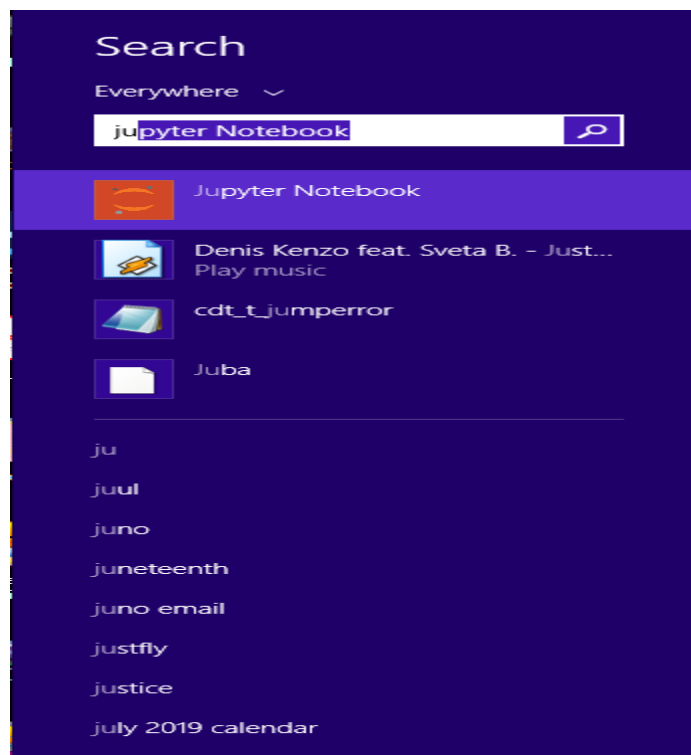 Search
Everywhere
jupyter Notebook
Jupyter Notebook
Denis Kenzo feat. Sveta B. – Just...
Play music
cdt_t_jumperror
Juba
ju
juul
juno
juneteenth
juno email
justfly
justice
july 2019 calendar